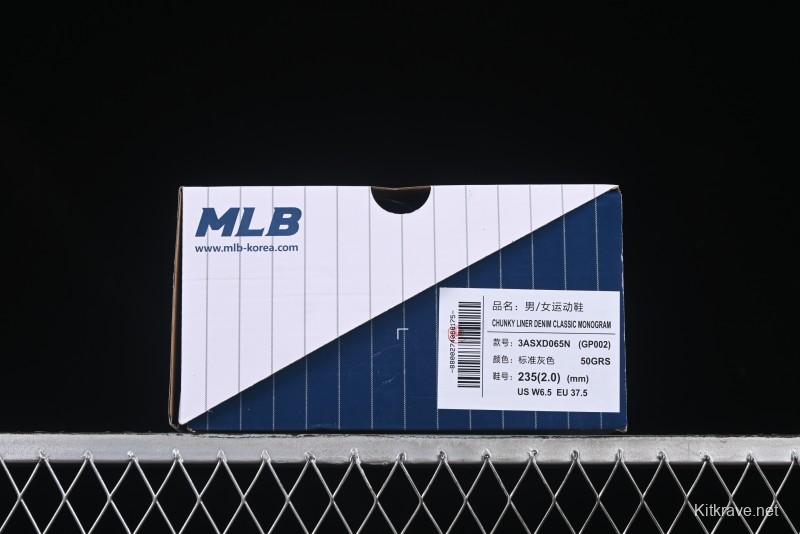 MLB
www.mlb-korea.com
品名：男/女运动鞋
CHUNKY LINER DENIM CLASSIC MONOGRAM
款号：3ASXD065N (GP002)
颜色：标准灰色 50GRS
鞋号：235(2.0) (mm)
US W6.5 EU 37.5
Kitkrave.net